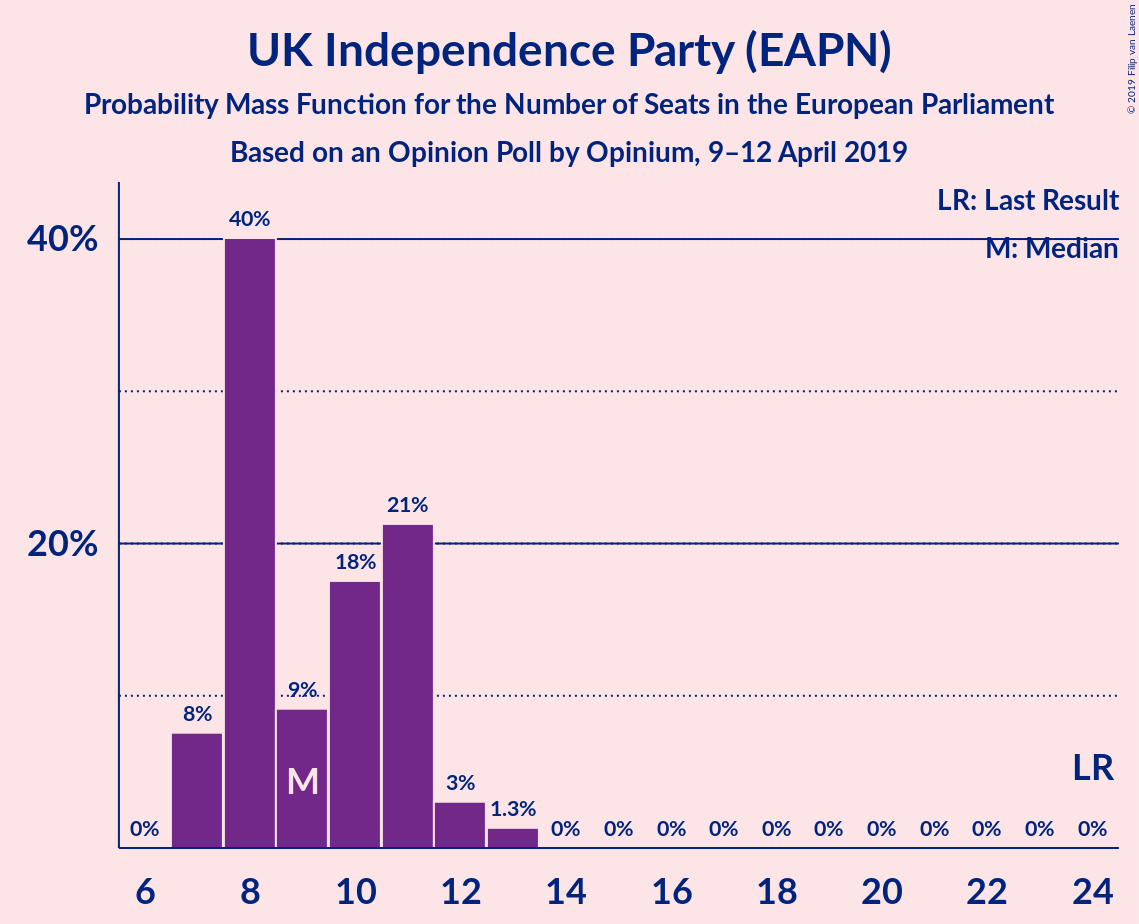 UK Independence Party (EAPN)
Probability Mass Function for the Number of Seats in the European Parliament
Based on an Opinion Poll by Opinium, 9–12 April 2019
© 2019 Filip van Laenen
LR: Last Result
M: Median
40%
20%
40%
21%
18%
9%
8%
M
3%
1.3%
LR
0% 0% 0% 0% 0% 0% 0% 0% 0% 0% 0% 0%
6 8 10 12 14 16 18 20 22 24